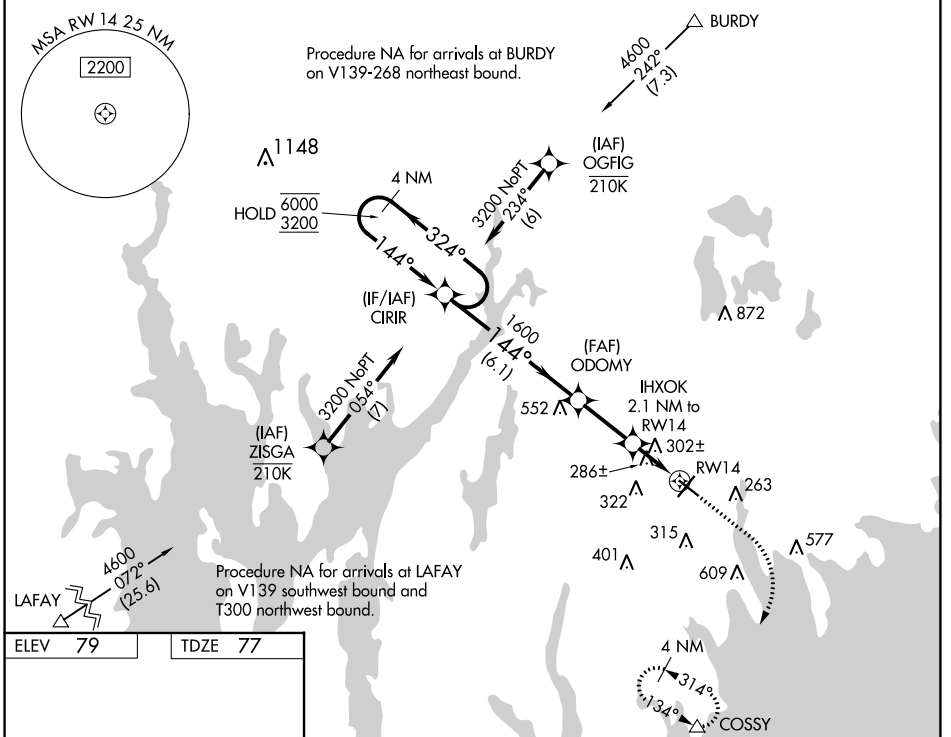 MSA RW 14 25 NM
2200
Procedure NA for arrivals at BURDY
on V139-268 northeast bound.
BURDY
4600
242°
(7.3)
(IAF)
OGFIG
210K
3200 NoPT
234°
(6)
1148
4 NM
HOLD
6000
3200
324°
144°
(IF/IAF)
CIRIR
872
1600
144°
(6.1)
(FAF)
ODOMY
IHXOK
2.1 NM to
RW14
552
302±
286±
RW14
322
263
315
401
577
609
3200 NoPT
054°
(7)
(IAF)
ZISGA
210K
4600
072°
(25.6)
LAFAY
Procedure NA for arrivals at LAFAY
on V139 southwest bound and
T300 northwest bound.
ELEV 79
TDZE 77
4 NM
314°
134°
COSSY